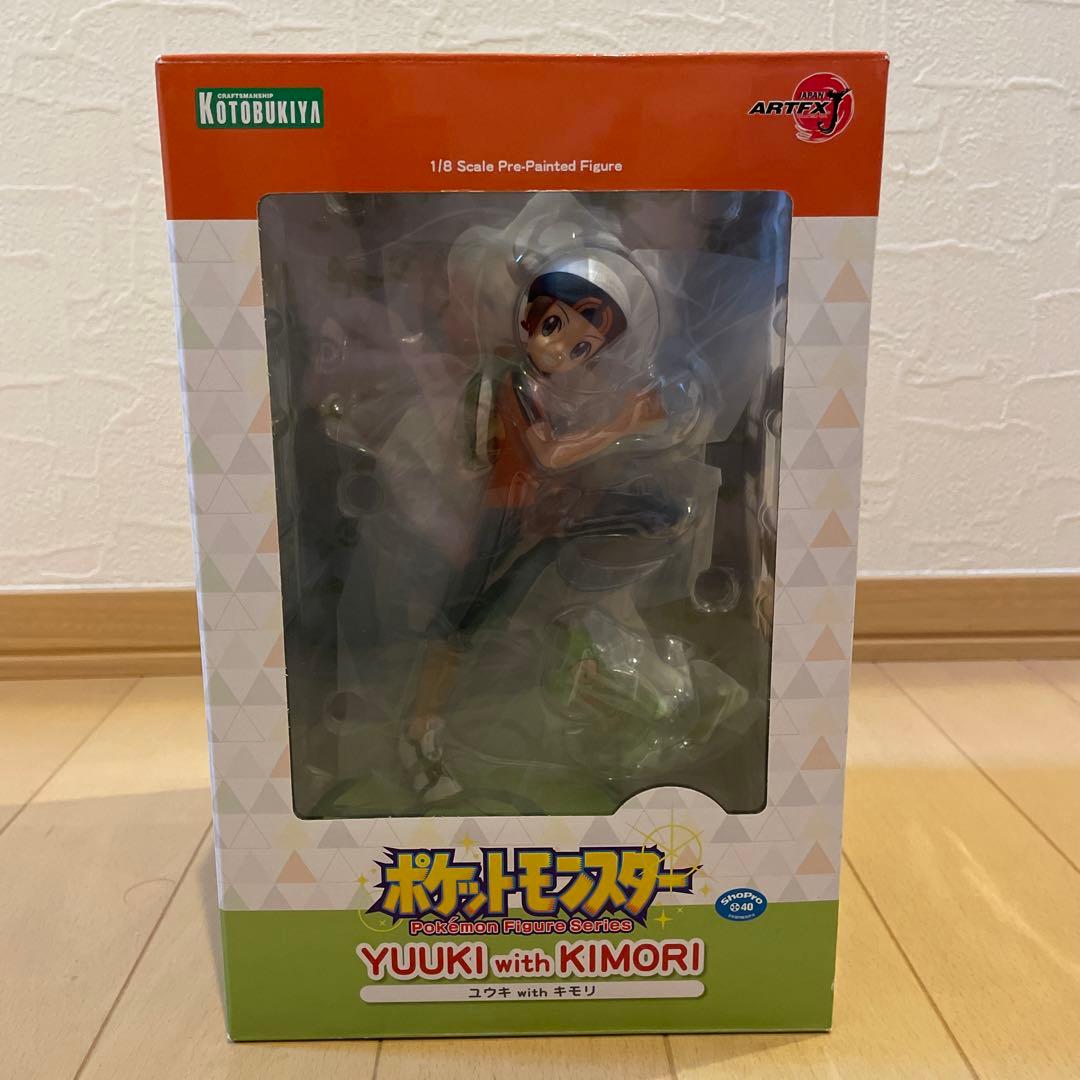 CRAFTSMANSHIP
KOTOBUKIYA
JAPAN
ARTFX J
1/8 Scale Pre-Painted Figure
ポケットモンスター
Pokémon Figure Series
YUUKI with KIMORI
ユウキ with キモリ
ShoPro
40